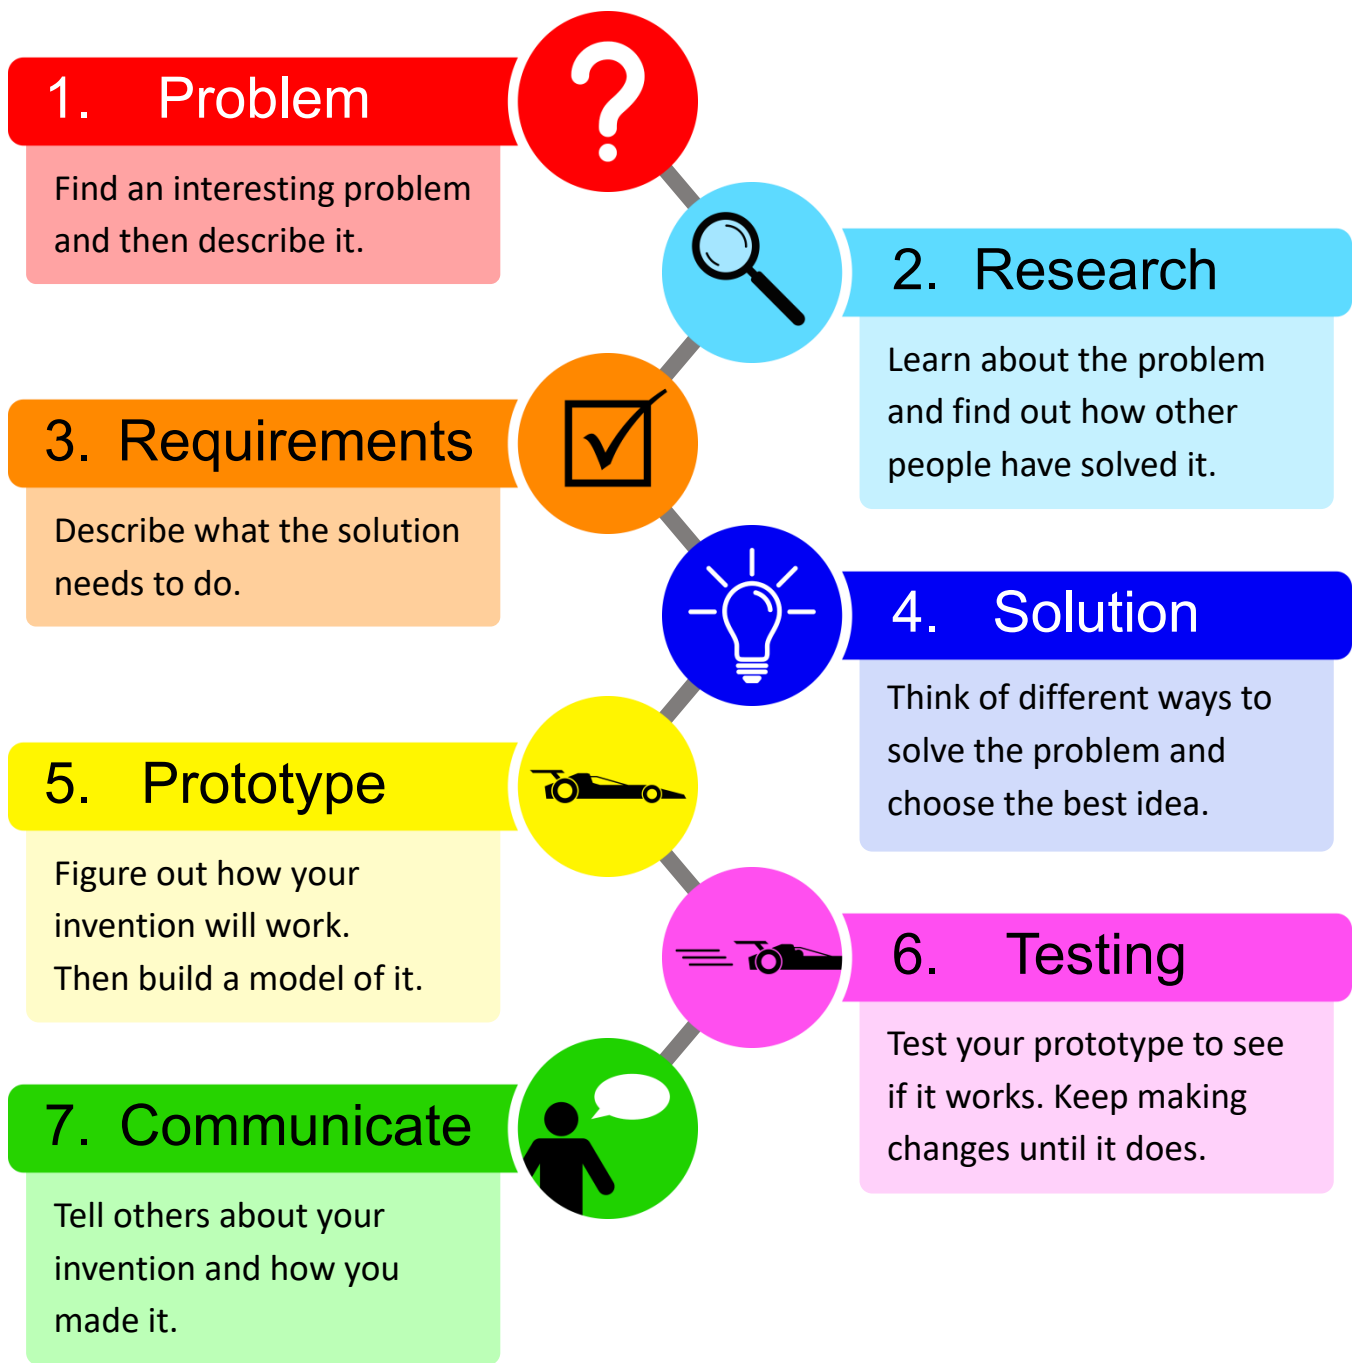 1. Problem
Find an interesting problem
and then describe it.
2. Research
Learn about the problem
and find out how other
people have solved it.
3. Requirements
Describe what the solution
needs to do.
4. Solution
Think of different ways to
solve the problem and
choose the best idea.
5. Prototype
Figure out how your
invention will work.
Then build a model of it.
6. Testing
Test your prototype to see
if it works. Keep making
changes until it does.
7. Communicate
Tell others about your
invention and how you
made it.